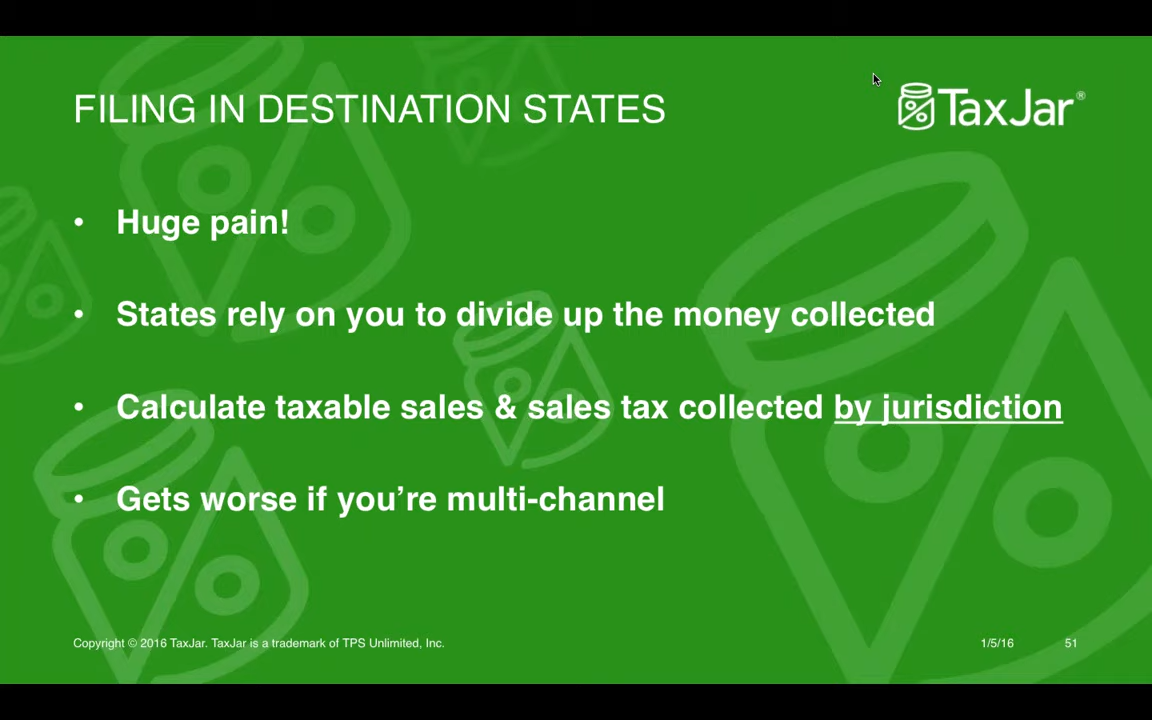 FILING IN DESTINATION STATES
TaxJar®
• Huge pain!
• States rely on you to divide up the money collected
• Calculate taxable sales & sales tax collected by jurisdiction
• Gets worse if you’re multi-channel
Copyright © 2016 TaxJar. TaxJar is a trademark of TPS Unlimited, Inc.
1/5/16
51